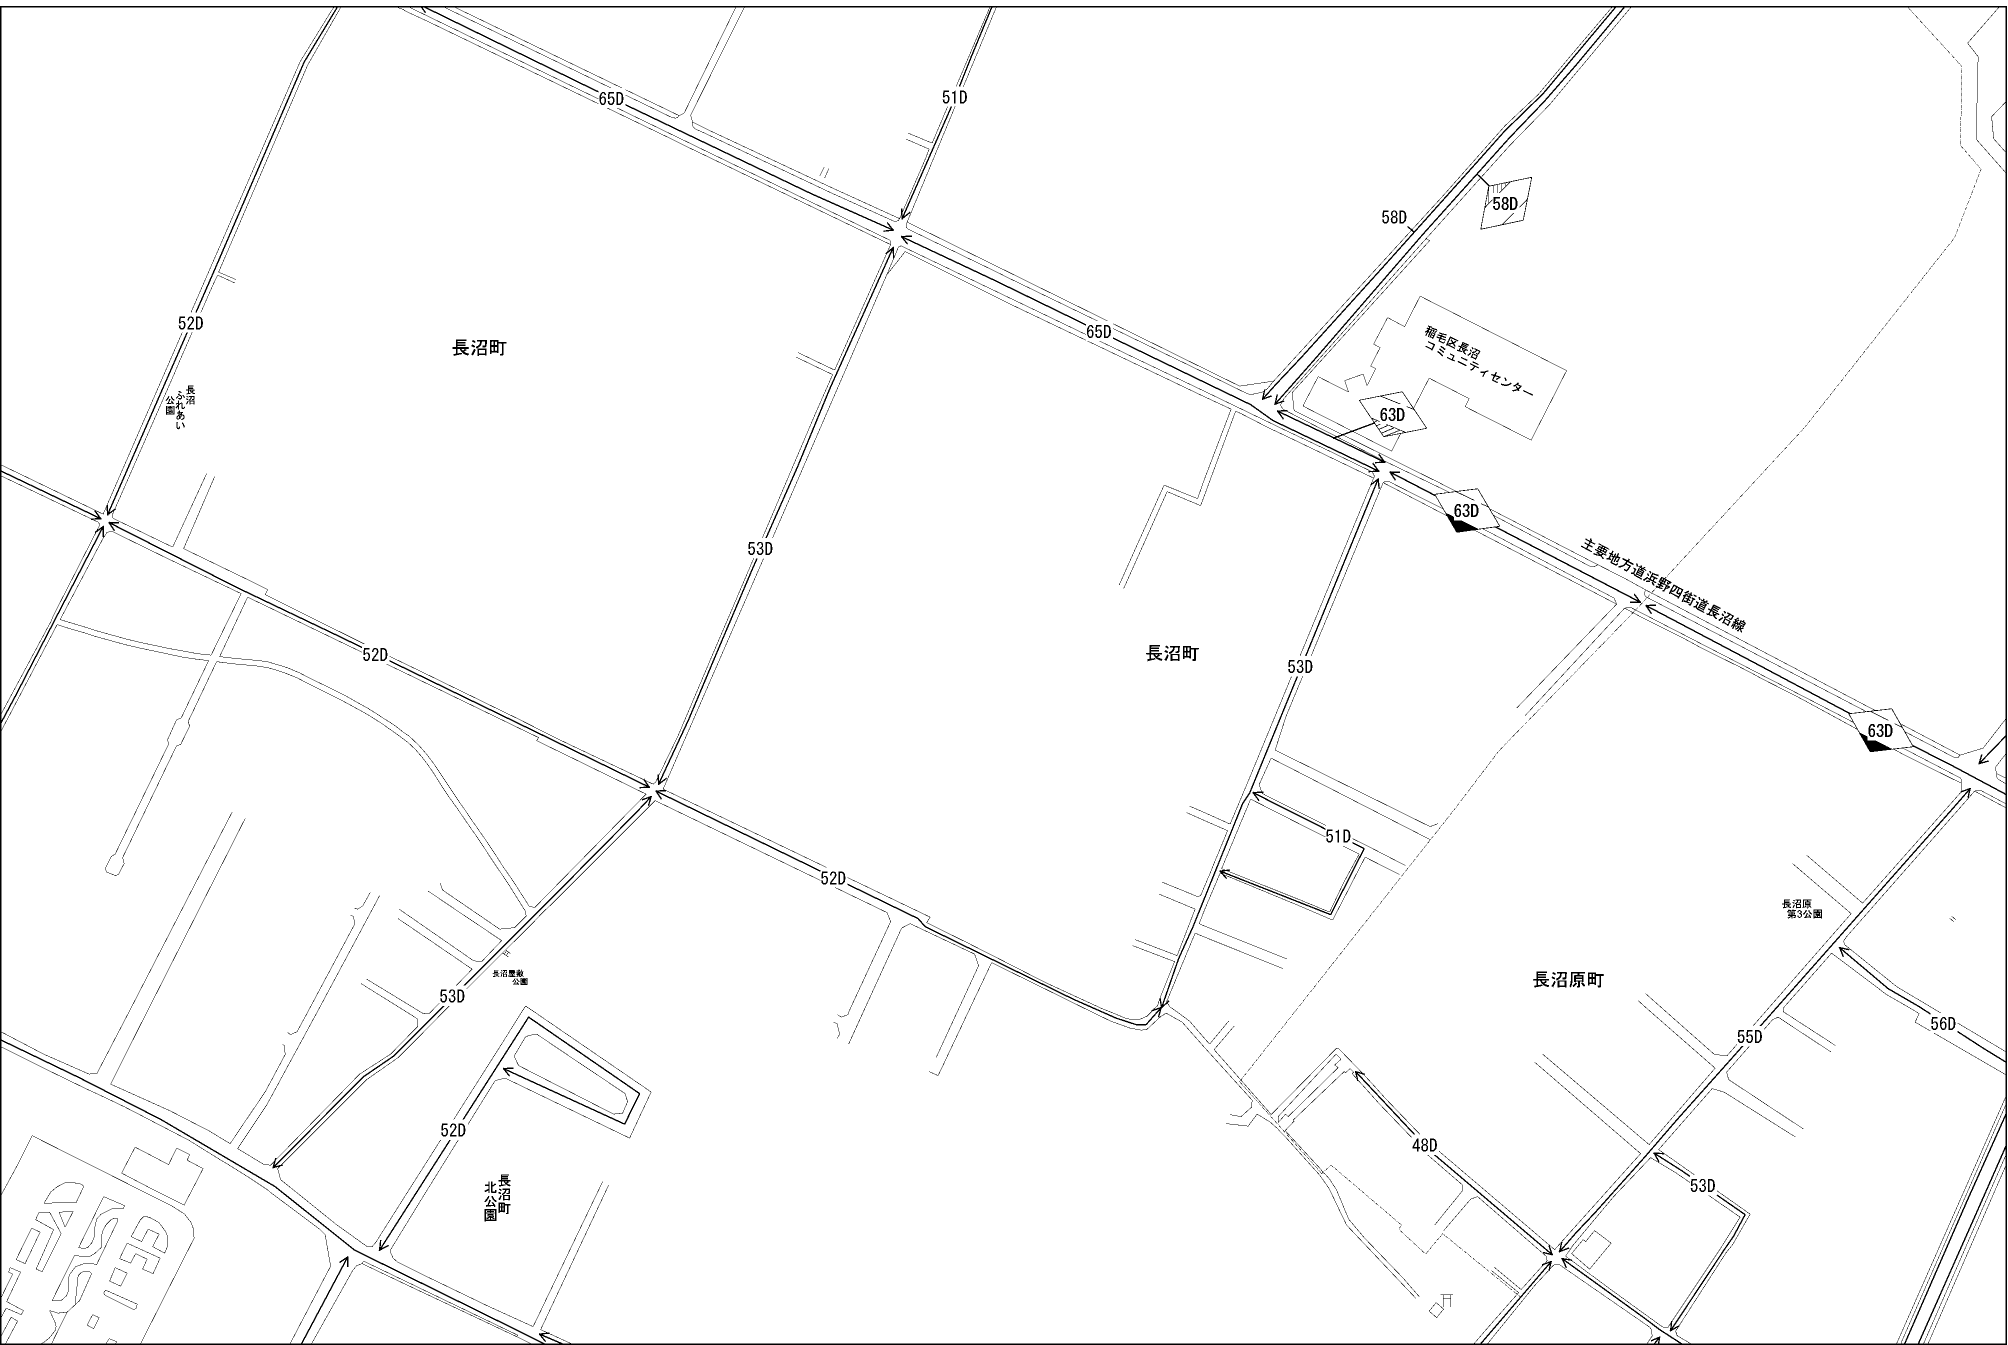 65D
51D
58D
58D
52D
長沼町
65D
稲毛区長沼
コミュニティセンター
長沼
ふれあい
公園
63D
63D
53D
主要地方道浜野四街道長沼線
52D
長沼町
53D
63D
51D
52D
長沼原
第3公園
長沼屋敷
公園
53D
長沼原町
56D
55D
52D
48D
長沼町
北公園
53D